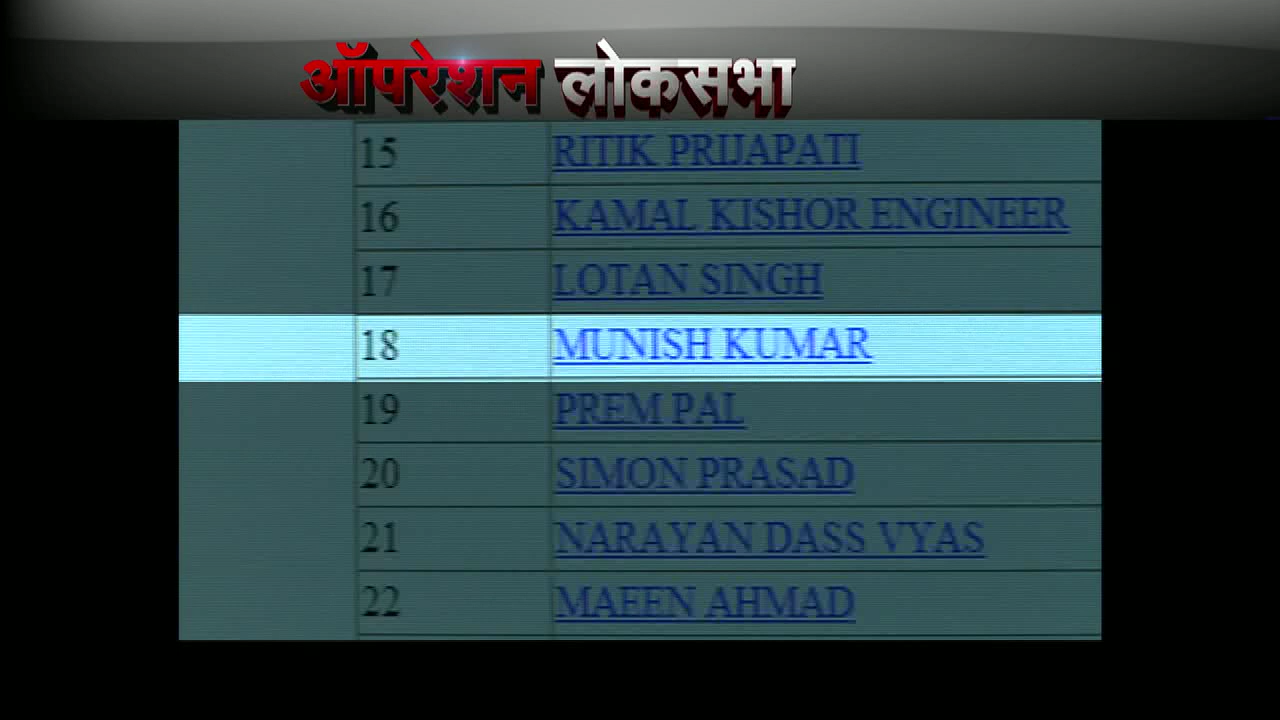 ऑपरेशन लोकसभा
15 RITIK PRIJAPATI
16 KAMAL KISHOR ENGINEER
17 LOTAN SINGH
18 MUNISH KUMAR
19 PREM PAL
20 SIMON PRASAD
21 NARAYAN DASS VYAS
22 MAEEN AHMAD